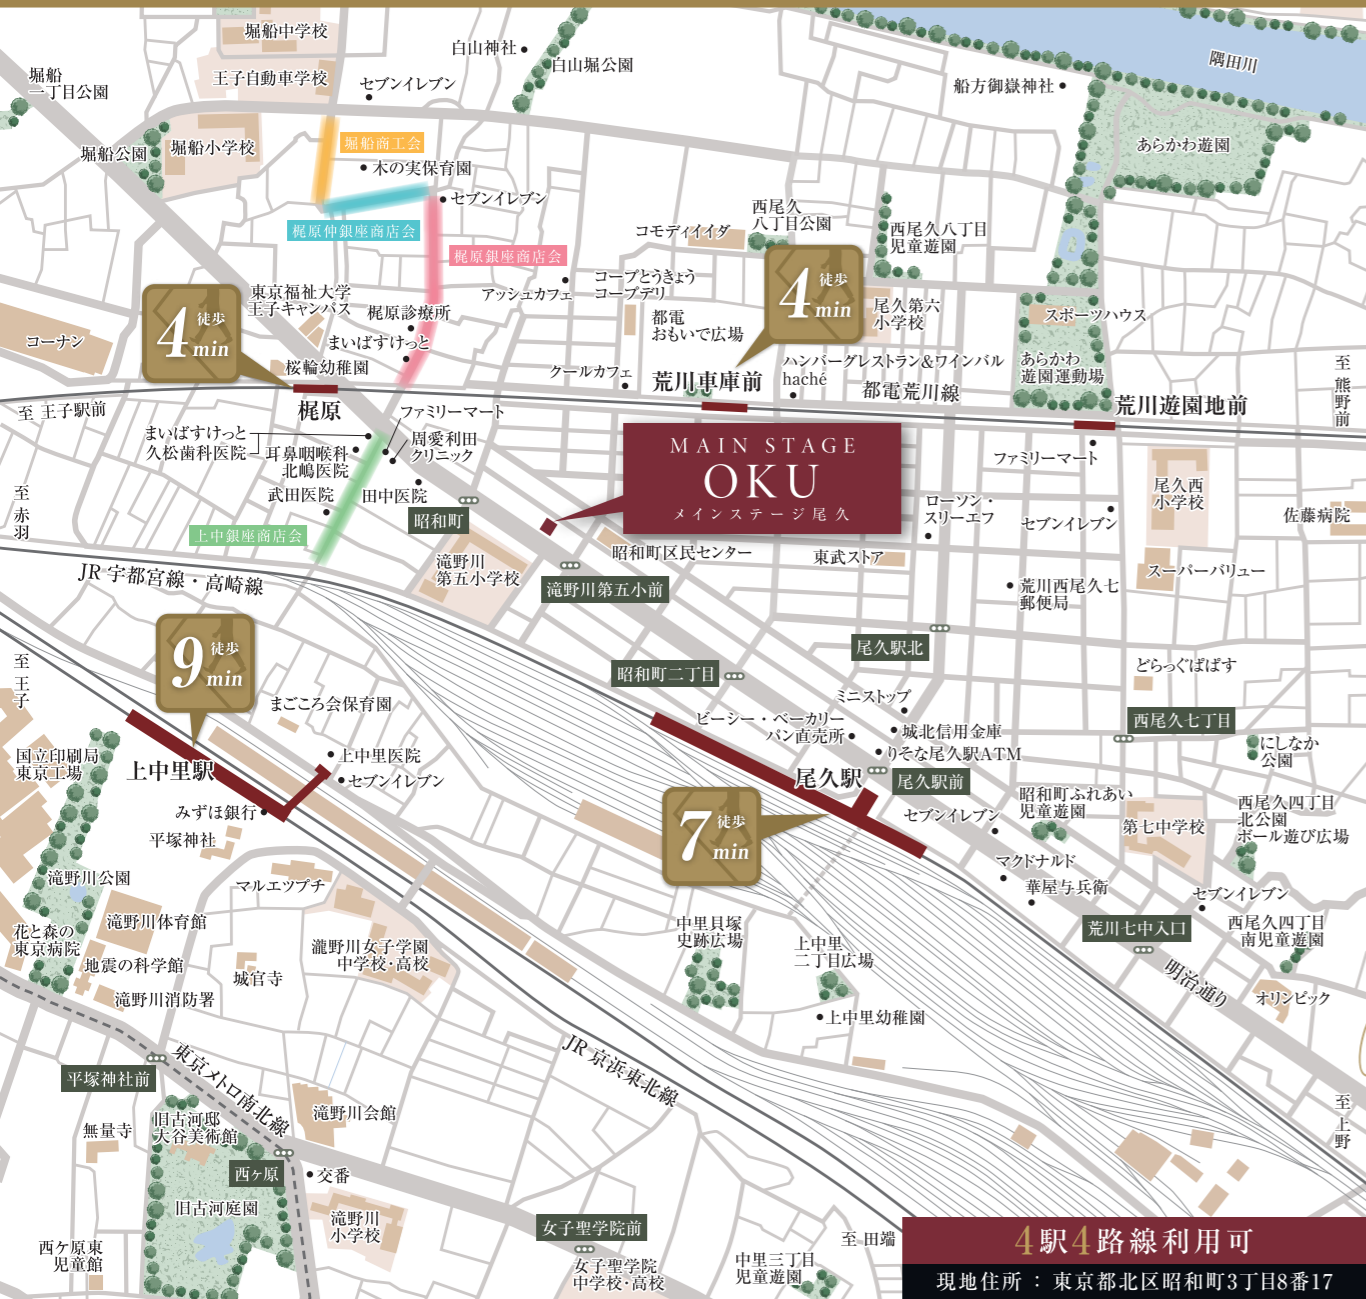 堀船中学校
王子自動車学校
白山神社
白山堀公園
セブンイレブン
船方御嶽神社
隅田川
堀船
一丁目公園
堀船公園
堀船小学校
堀船商工会
木の実保育園
セブンイレブン
梶原仲銀座商店会
梶原銀座商店会
あらかわ遊園
西尾久
八丁目公園
コモディイイダ
西尾久八丁目
児童遊園
アッシュカフェ
コープとうきょう
コープデリ
都電
おもいで広場
4
徒歩
min
尾久第六
小学校
スポーツハウス
東京福祉大学
王子キャンパス
梶原診療所
まいばすけっと
4
徒歩
min
コーナン
桜輪幼稚園
クールカフェ
荒川車庫前
ハンバーグレストラン&ワインバル
haché
都電荒川線
あらかわ
遊園運動場
荒川遊園地前
至 熊野前
至 王子駅前
梶原
ファミリーマート
まいばすけっと
久松歯科医院
耳鼻咽喉科
北嶋医院
周愛利田
クリニック
武田医院
田中医院
昭和町
MAIN STAGE
OKU
メインステージ尾久
ファミリーマート
尾久西
小学校
佐藤病院
至 赤羽
上中銀座商店会
滝野川
第五小学校
昭和町区民センター
東武ストア
ローソン・
スリーエフ
セブンイレブン
滝野川第五小前
スーパーバリュー
荒川西尾久七
郵便局
JR 宇都宮線・高崎線
尾久駅北
昭和町二丁目
どらっぐぱぱす
至 王子
9
徒歩
min
まごころ会保育園
ミニストップ
ビーシー・ベーカリー
パン直売所
城北信用金庫
りそな尾久駅ATM
西尾久七丁目
にしなか
公園
国立印刷局
東京工場
上中里駅
上中里医院
セブンイレブン
尾久駅
尾久駅前
みずほ銀行
平塚神社
7
徒歩
min
セブンイレブン
昭和町ふれあい
児童遊園
第七中学校
西尾久四丁目
北公園
ボール遊び広場
滝野川公園
マルエツプチ
マクドナルド
華屋与兵衛
セブンイレブン
花と森の
東京病院
滝野川体育館
地震の科学館
瀧野川女子学園
中学校・高校
城官寺
滝野川消防署
中里貝塚
史跡広場
上中里
二丁目広場
荒川七中入口
西尾久四丁目
南児童遊園
明治通り
オリンピック
上中里幼稚園
東京メトロ南北線
JR 京浜東北線
平塚神社前
無量寺
旧古河邸
大谷美術館
滝野川会館
至 上野
西ヶ原
交番
旧古河庭園
滝野川
小学校
西ケ原東
児童館
女子聖学院前
女子聖学院
中学校・高校
至 田端
中里三丁目
児童遊園
4駅4路線利用可
現地住所 : 東京都北区昭和町3丁目8番17